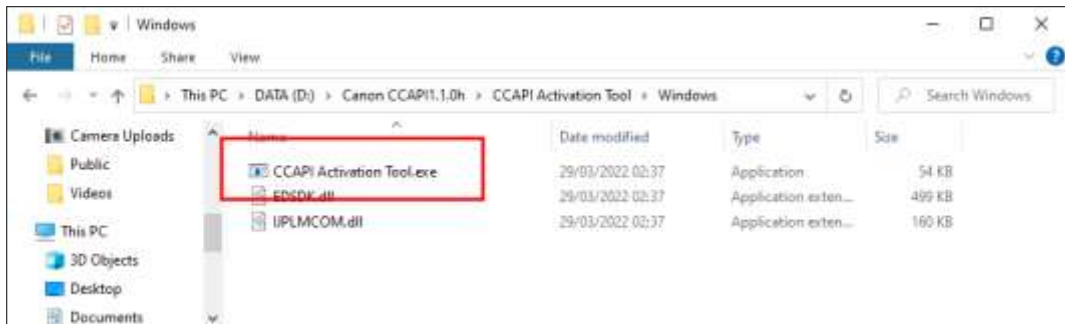 Windows
File Home Share View
This PC > DATA (D:) > Canon CCAPI1.1.0h > CCAPI Activation Tool > Windows
Search Windows
Camera Uploads
Public
Videos
This PC
3D Objects
Desktop
Documents
Name Date modified Type Size
CCAPI Activation Tool.exe 29/03/2022 02:37 Application 54 KB
EDSDK.dll 29/03/2022 02:37 Application exten... 499 KB
UPLMCOM.dll 29/03/2022 02:37 Application exten... 160 KB